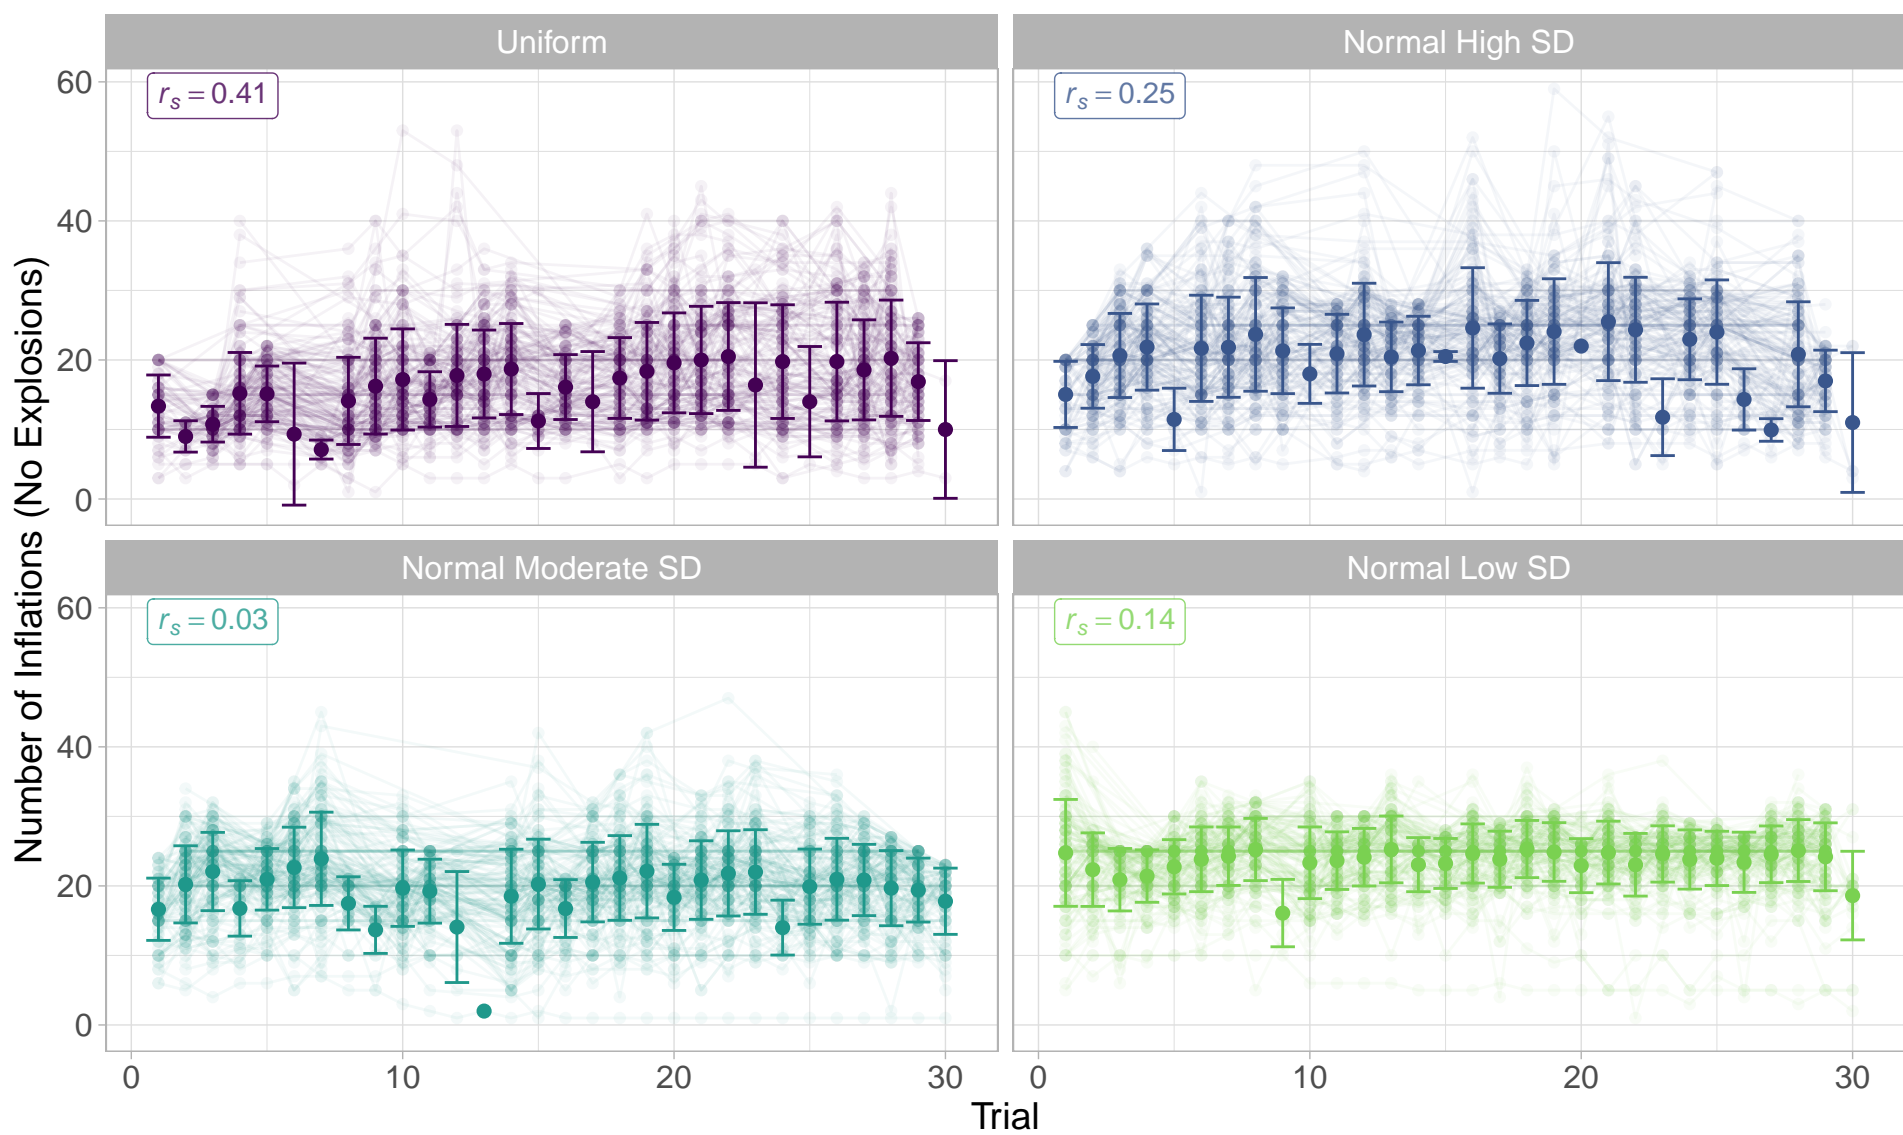 Uniform
Normal High SD
60
r_s = 0.41
r_s = 0.25
40
20
0
Number of Inflations (No Explosions)
Normal Moderate SD
Normal Low SD
60
r_s = 0.03
r_s = 0.14
40
20
0
0 10 20 30
0 10 20 30
Trial